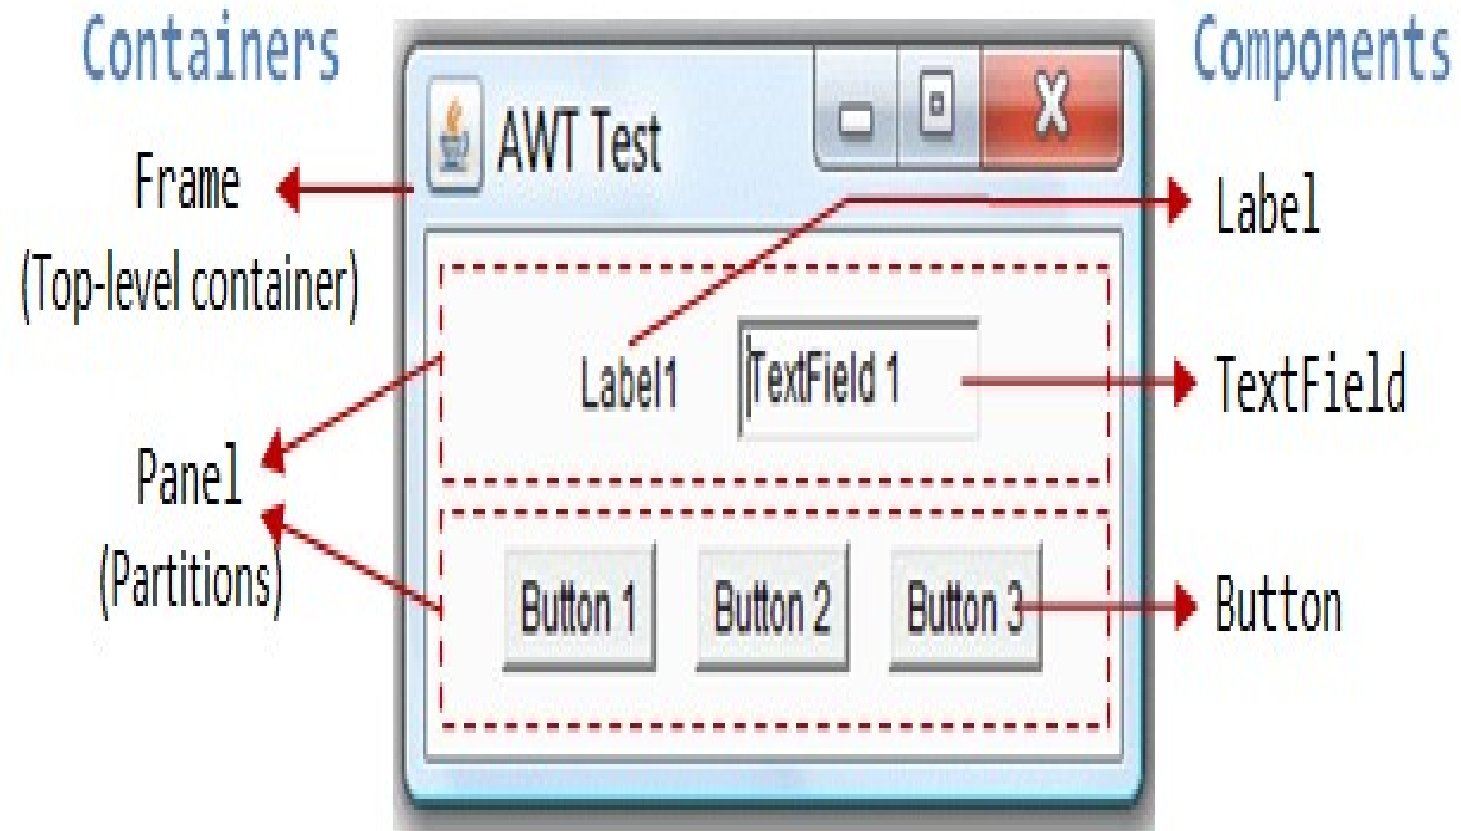 Containers
Components
AWT Test
X
Frame
(Top-level container)
Label
Label1
TextField 1
TextField
Panel
(Partitions)
Button 1
Button 2
Button 3
Button